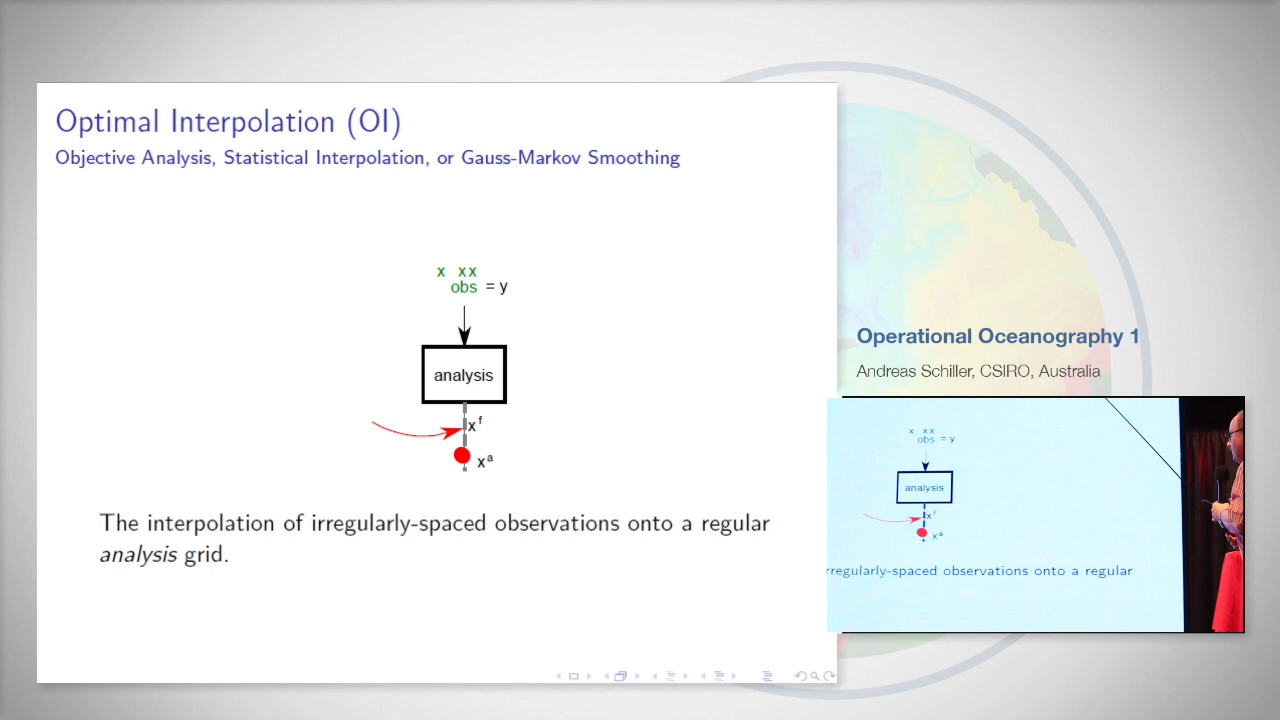 Optimal Interpolation (OI)
Objective Analysis, Statistical Interpolation, or Gauss-Markov Smoothing
x xx
obs = y
analysis
x f
x a
The interpolation of irregularly-spaced observations onto a regular
analysis grid.
Operational Oceanography 1
Andreas Schiller, CSIRO, Australia
x xx
obs = y
analysis
x f
x a
rregularly-spaced observations onto a regular